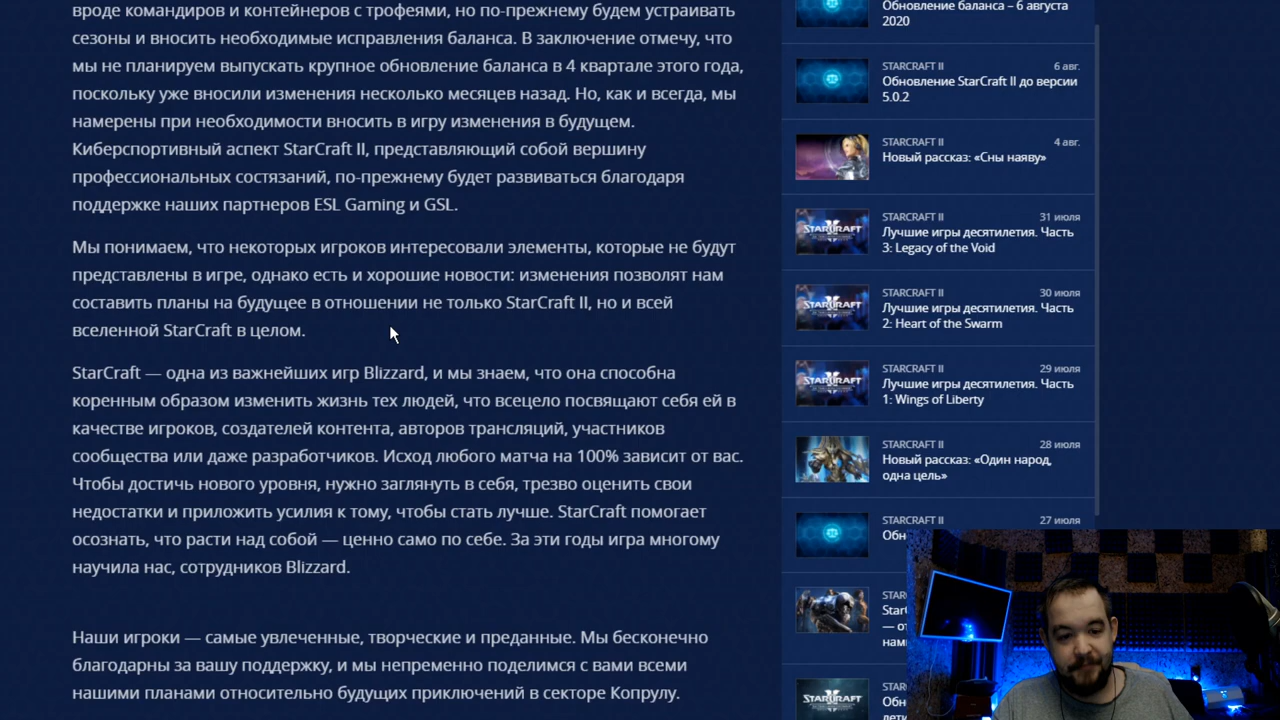 вроде командиров и контейнеров с трофеями, но по-прежнему будем устраивать
сезоны и вносить необходимые исправления баланса. В заключение отмечу, что
мы не планируем выпускать крупное обновление баланса в 4 квартале этого года,
поскольку уже вносили изменения несколько месяцев назад. Но, как и всегда, мы
намерены при необходимости вносить в игру изменения в будущем.
Киберспортивный аспект StarCraft II, представляющий собой вершину
профессиональных состязаний, по-прежнему будет развиваться благодаря
поддержке наших партнеров ESL Gaming и GSL.
Мы понимаем, что некоторых игроков интересовали элементы, которые не будут
представлены в игре, однако есть и хорошие новости: изменения позволят нам
составить планы на будущее в отншении не только StarCraft II, но и всей
вселенной StarCraft в целом.
StarCraft — одна из важнейших игр Blizzard, и мы знаем, что она способна
коренным образом изменить жизнь тех людей, что всецело посвящают себя ей в
качестве игроков, создателей контента, авторов трансляций, участников
сообщества или даже разработчиков. Исход любого матча на 100% зависит от вас.
Чтобы достичь нового уровня, нужно заглянуть в себя, трезво оценить свои
недостатки и приложить усилия к тому, чтобы стать лучше. StarCraft помогает
осознать, что расти над собой — ценно само по себе. За эти годы игра многому
научила нас, сотрудников Blizzard.
Наши игроки — самые увлеченные, творческие и преданные. Мы бесконечно
благодарны за вашу поддержку, и мы непременно поделимся с вами всеми
нашими планами относительно будущих приключений в секторе Копрулу.
Обновление баланса – 6 августа
2020
STARCRAFT II 6 авг.
Обновление StarCraft II до версии
5.0.2
STARCRAFT II 4 авг.
Новый рассказ: «Сны наяву»
STARCRAFT II 31 июля
Лучшие игры десятилетия. Часть
3: Legacy of the Void
STARCRAFT
STARCRAFT II 30 июля
Лучшие игры десятилетия. Часть
2: Heart of the Swarm
STARCRAFT
STARCRAFT II 29 июля
Лучшие игры десятилетия. Часть
1: Wings of Liberty
STARCRAFT
STARCRAFT II 28 июля
Новый рассказ: «Один народ,
одна цель»
STARCRAFT II 27 июля
Обн
STAR
Star
— от
нами
STAR
Обн
STARCRAFT